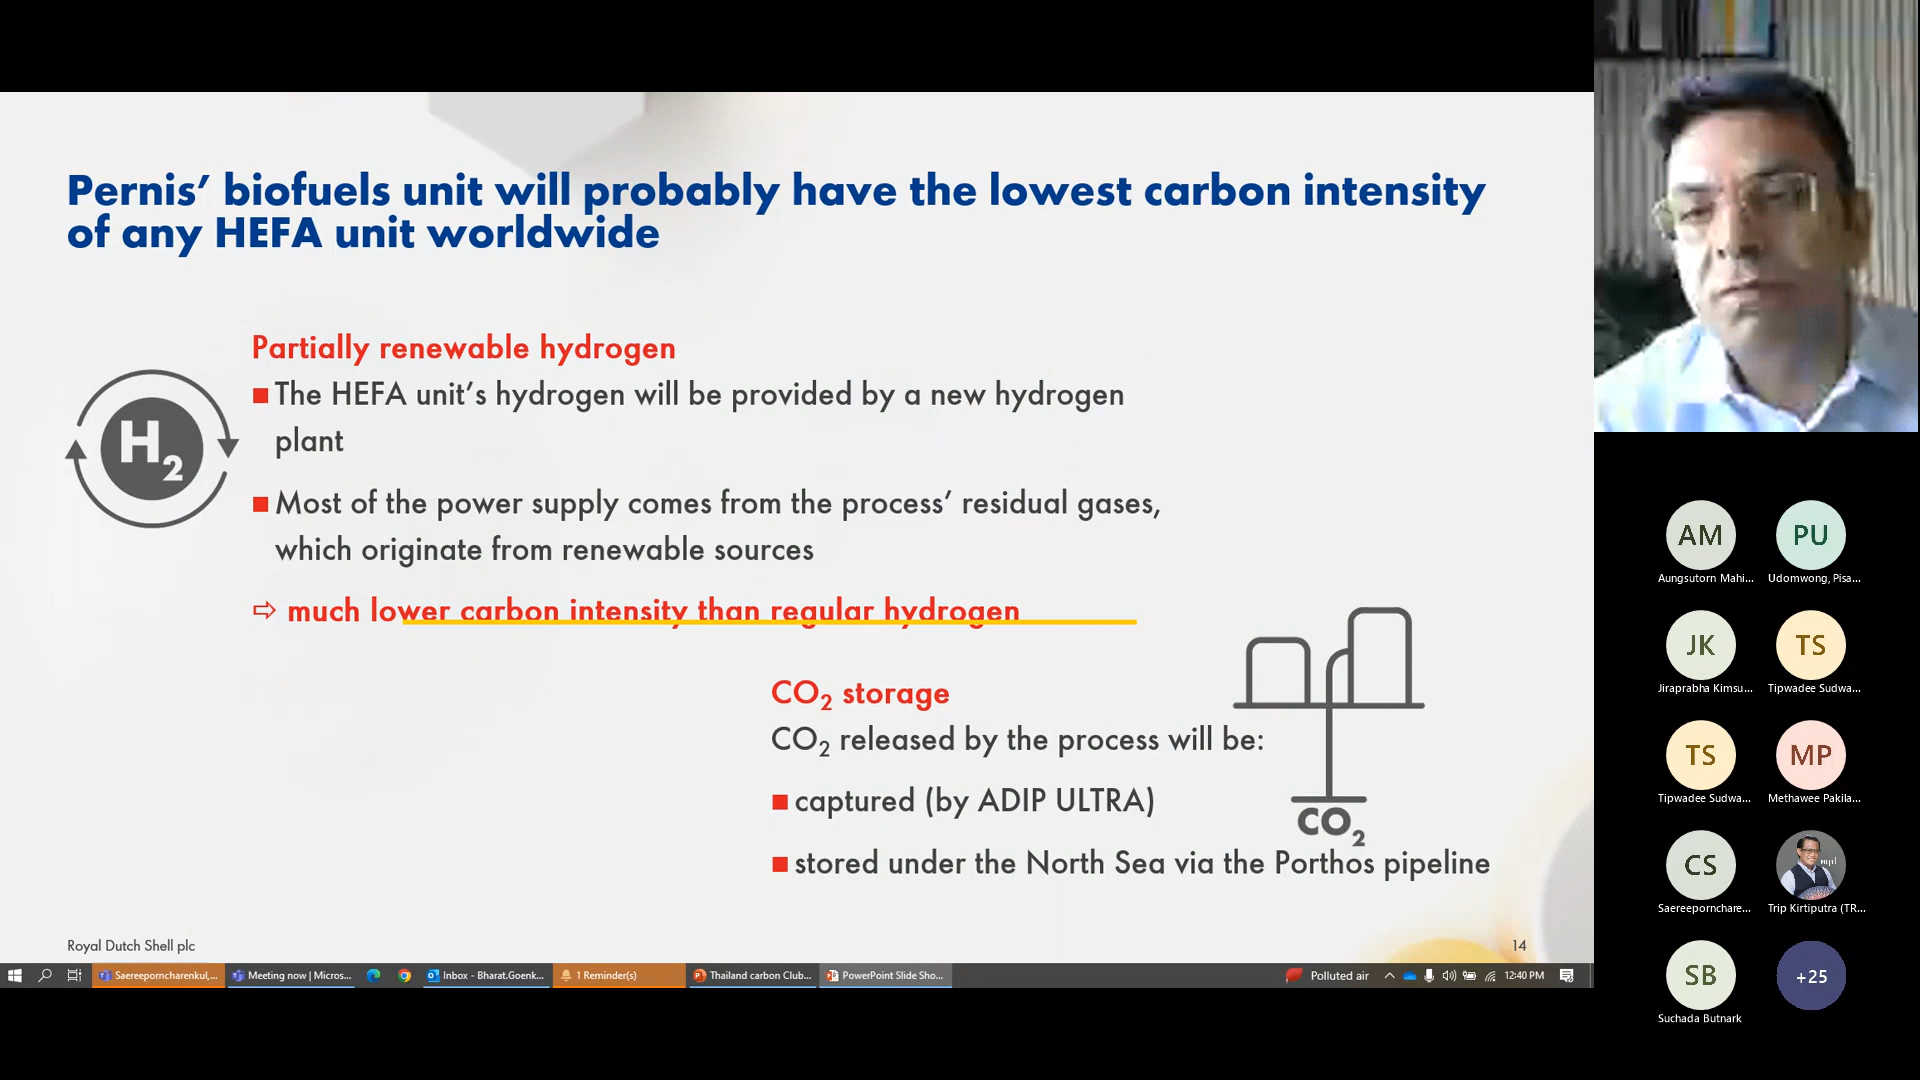 Pernis’ biofuels unit will probably have the lowest carbon intensity
of any HEFA unit worldwide
Partially renewable hydrogen
The HEFA unit’s hydrogen will be provided by a new hydrogen
plant
Most of the power supply comes from the process’ residual gases,
which originate from renewable sources
⇨ much lower carbon intensity than regular hydrogen
H2
CO2 storage
CO2 released by the process will be:
captured (by ADIP ULTRA)
stored under the North Sea via the Porthos pipeline
CO2
Royal Dutch Shell plc
14
Saereeporncharenkul,...
Meeting now | Micros...
Inbox - Bharat.Goenk...
1 Reminder(s)
Thailand carbon Club...
PowerPoint Slide Sho...
Polluted air
12:40 PM
AM
PU
Aungsutorn Mahi...
Udomwong, Pisa...
JK
TS
Jiraprabha Kimsu...
Tipwadee Sudwa...
TS
MP
Tipwadee Sudwa...
Methawee Pakila...
CS
Saereepornchare...
Trip Kirtiputra (TR...
SB
+25
Suchada Butnark